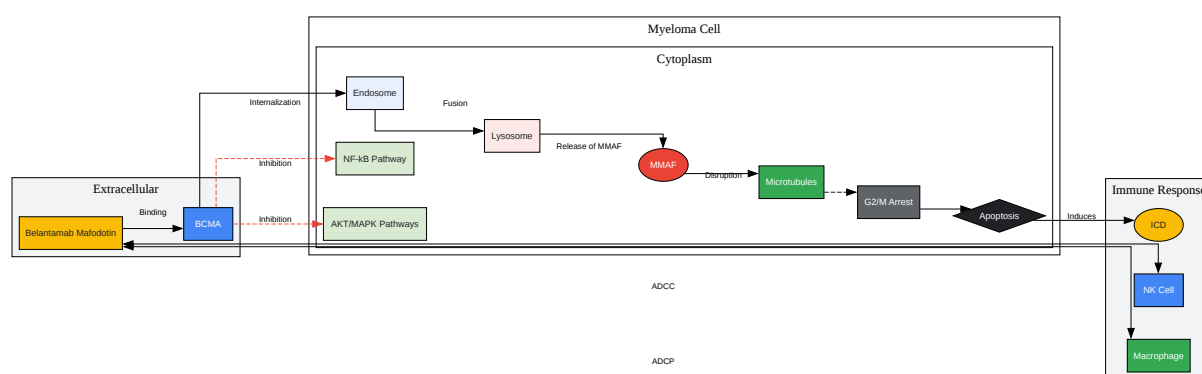 Myeloma Cell
Cytoplasm
Endosome
Internalization
Fusion
Lysosome
Release of MMAF
NF-kB Pathway
Inhibition
MMAF
Disruption
Microtubules
Extracellular
Immune Response
G2/M Arrest
Binding
BCMA
Inhibition
AKT/MAPK Pathways
Apoptosis
Induces
ICD
Belantamab Mafodotin
ADCC
NK Cell
ADCP
Macrophage